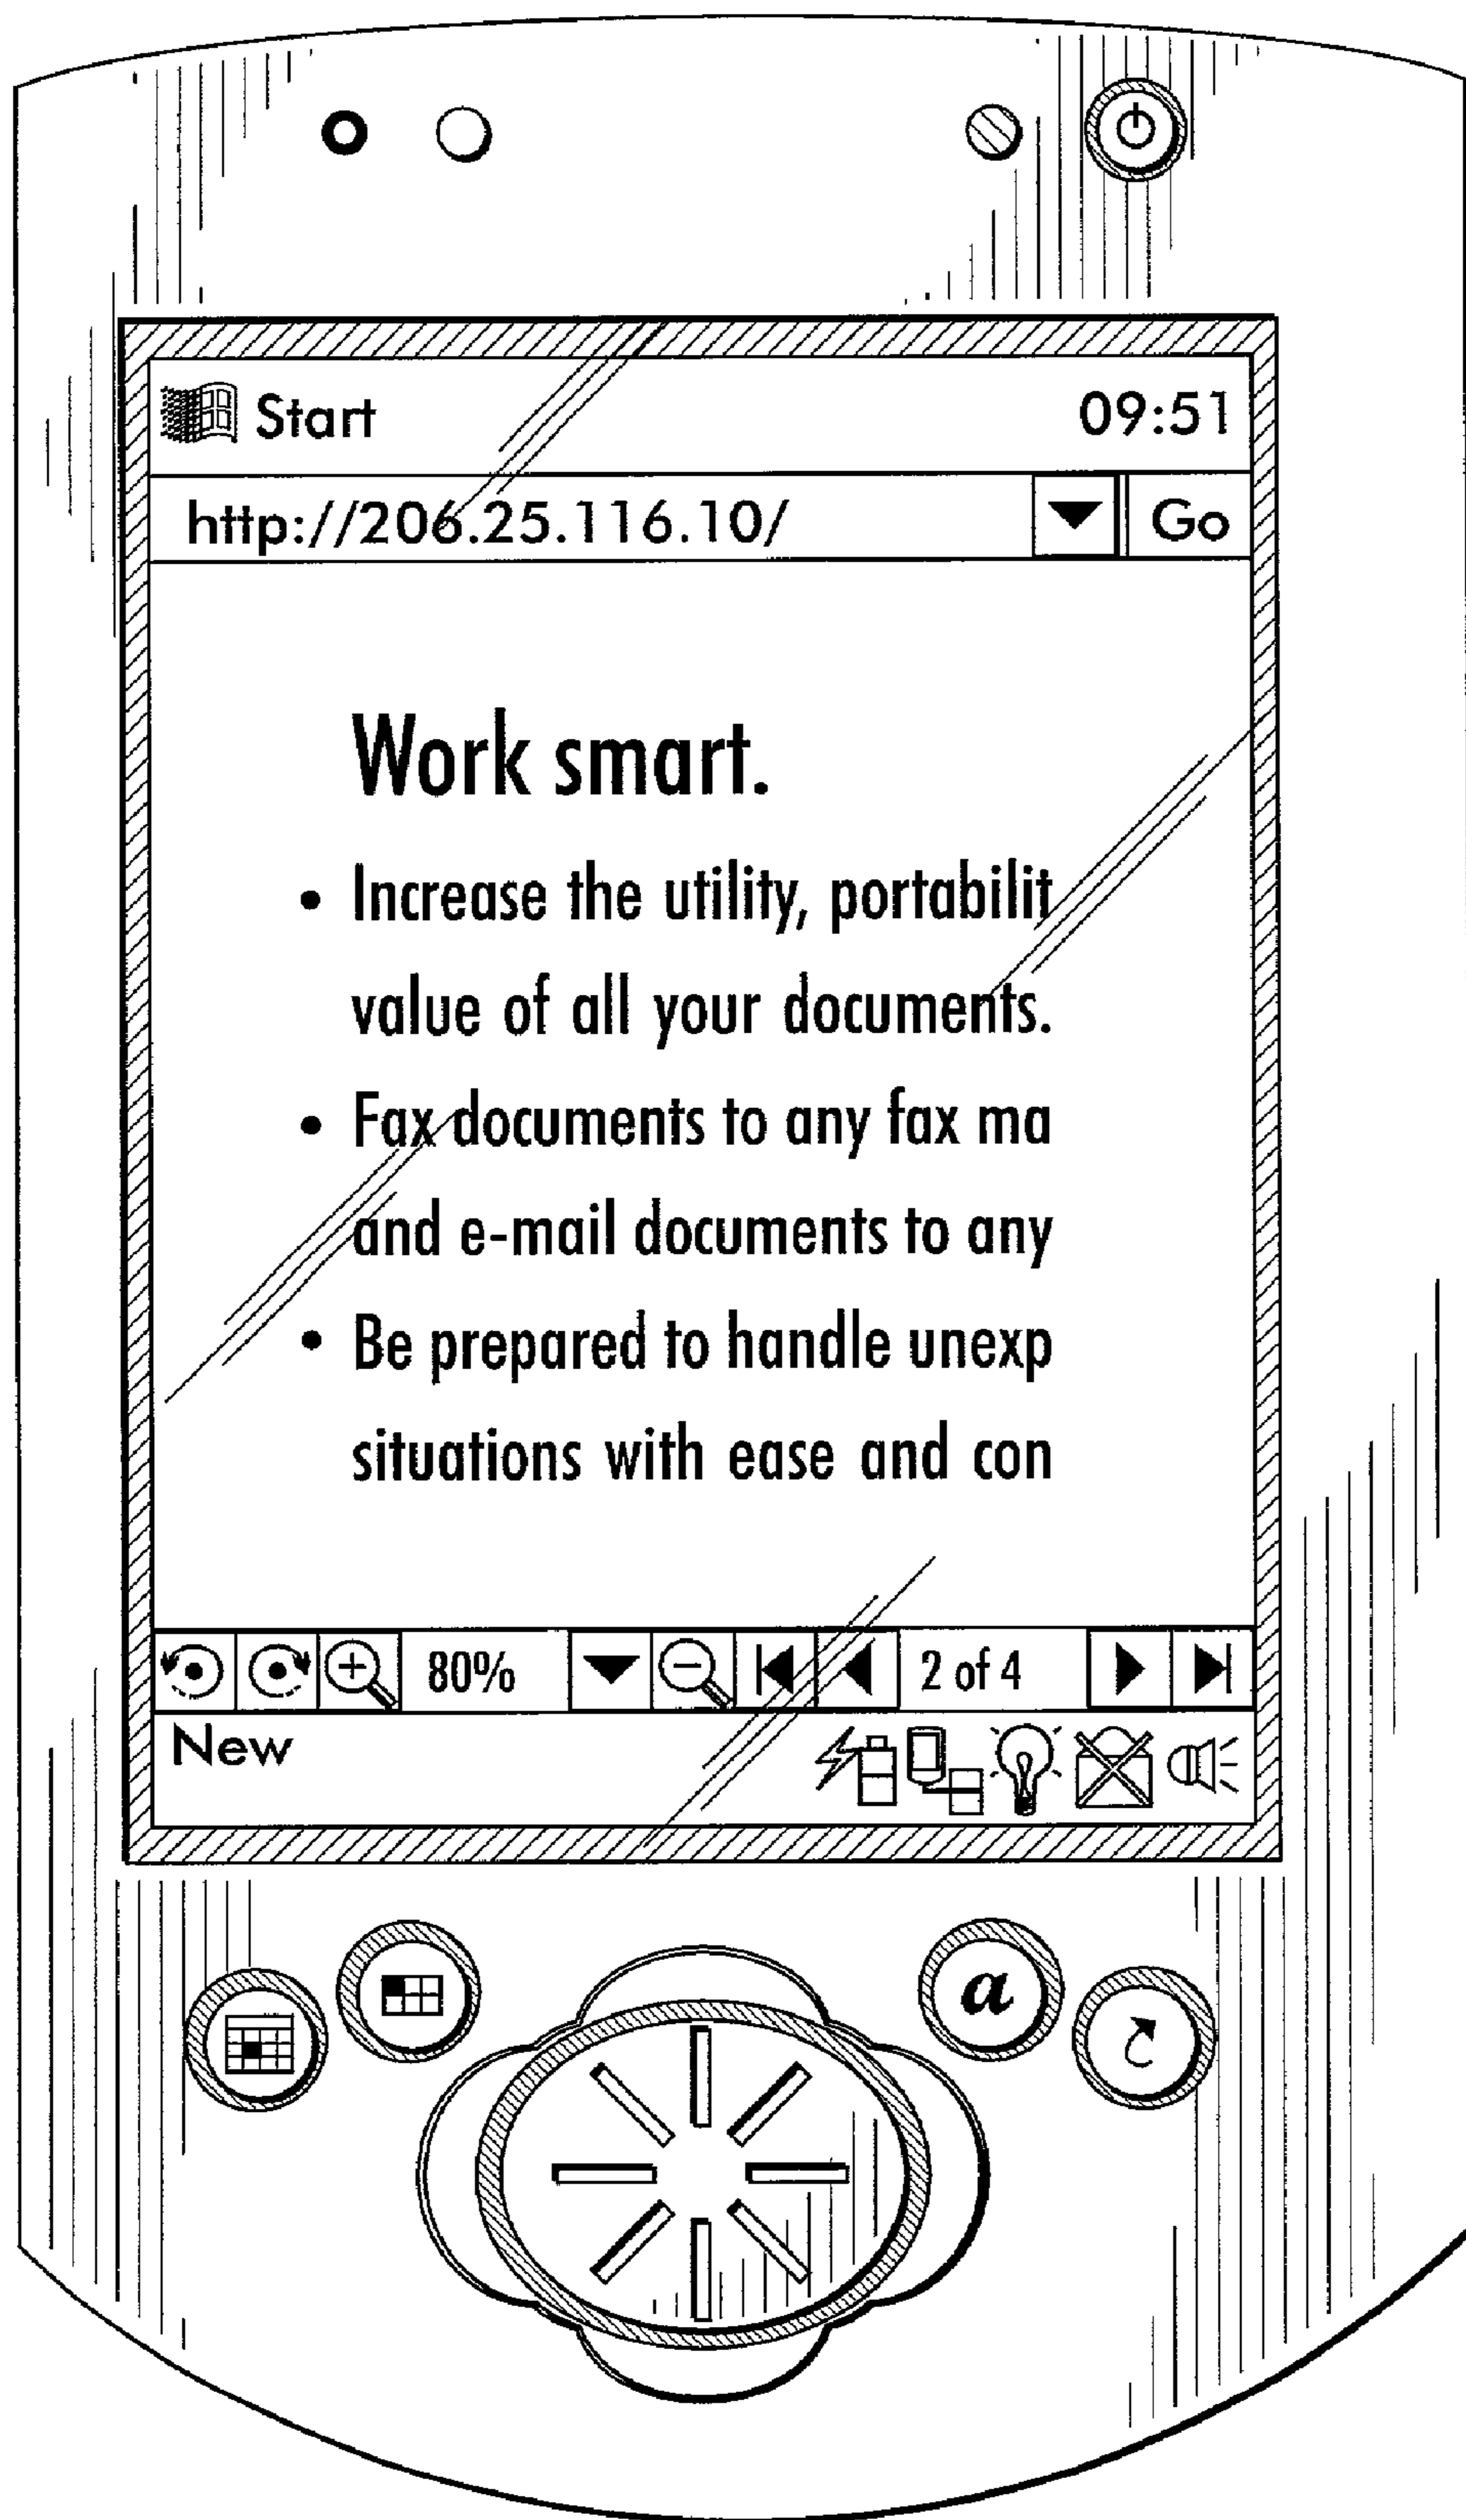 Start 09:51
http://206.25.116.10/ Go
Work smart.
• Increase the utility, portabilit
value of all your documents.
• Fax documents to any fax ma
and e-mail documents to any
• Be prepared to handle unexp
situations with ease and con
80% 2 of 4
New
a